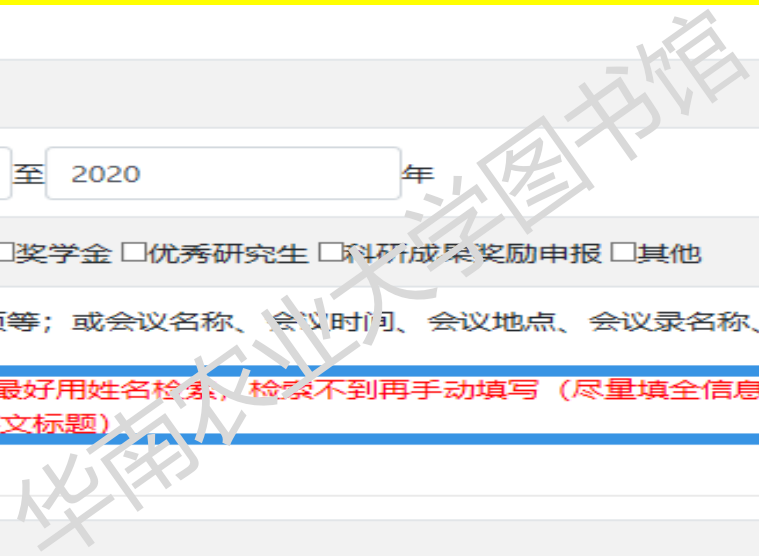 至 2020 年
□奖学金 □优秀研究生 □科研成果奖励申报 □其他
页等；或会议名称、会议时间、会议地点、会议录名称、
最好用姓名检索，检索不到再手动填写（尽量填全信息
文标题）
华南农业大学图书馆